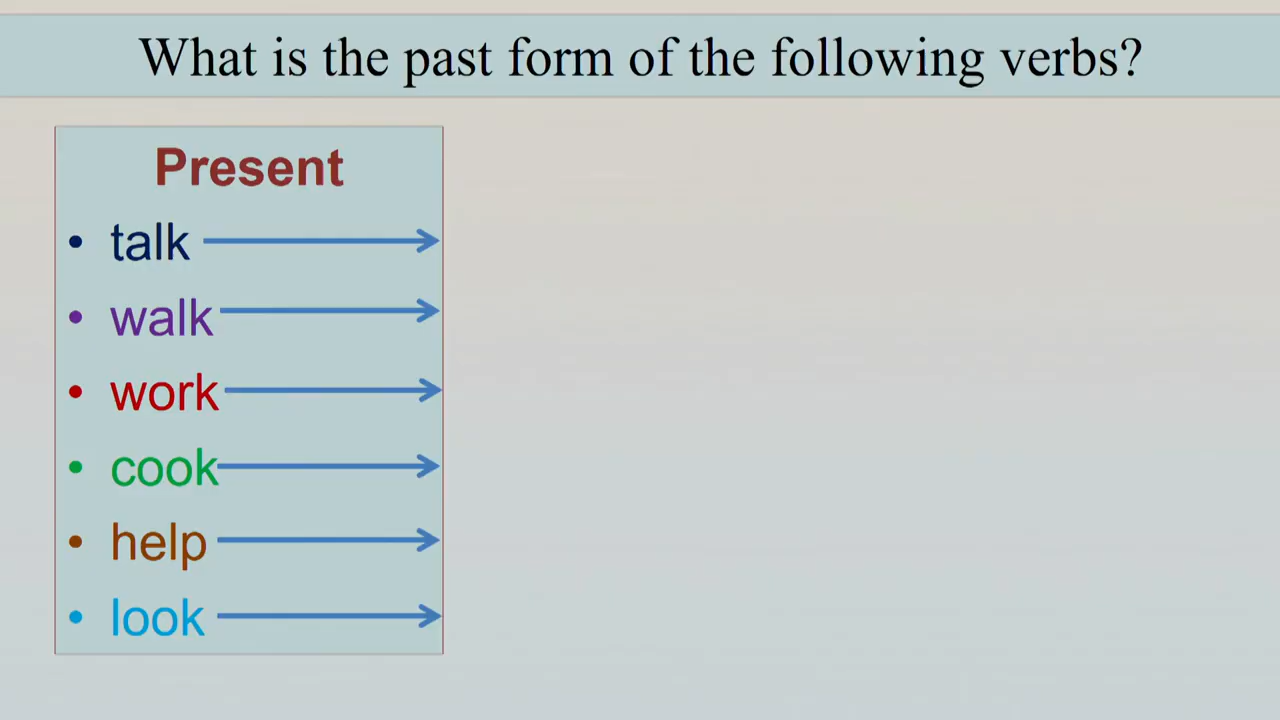 What is the past form of the following verbs?
Present
• talk
• walk
• work
• cook
• help
• look